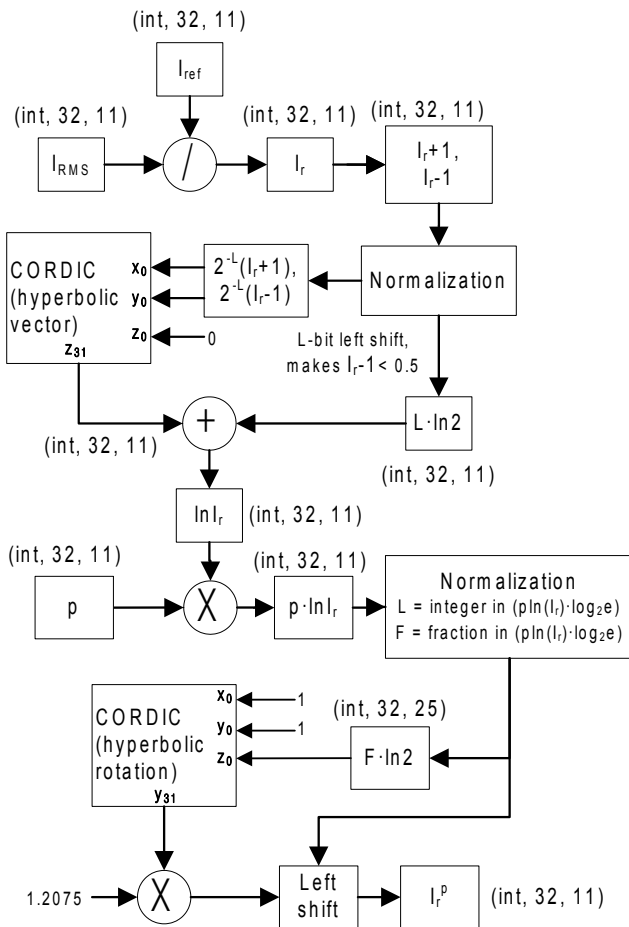 (int, 32, 11)
I_ref
(int, 32, 11)
(int, 32, 11)
(int, 32, 11)
I_RMS
/
I_r
I_r+1,
I_r-1
CORDIC
(hyperbolic
vector)
x_0
y_0
z_0
z_31
2^-L(I_r+1),
2^-L(I_r-1)
Normalization
0
L-bit left shift,
makes I_r-1 < 0.5
+
L·ln2
(int, 32, 11)
(int, 32, 11)
lnI_r
(int, 32, 11)
(int, 32, 11)
(int, 32, 11)
p
X
p·lnI_r
Normalization
L = integer in (pln(I_r)·log_2e)
F = fraction in (pln(I_r)·log_2e)
CORDIC
(hyperbolic
rotation)
x_0
y_0
z_0
y_31
1
1
(int, 32, 25)
F·ln2
1.2075
X
Left
shift
I_r^p
(int, 32, 11)